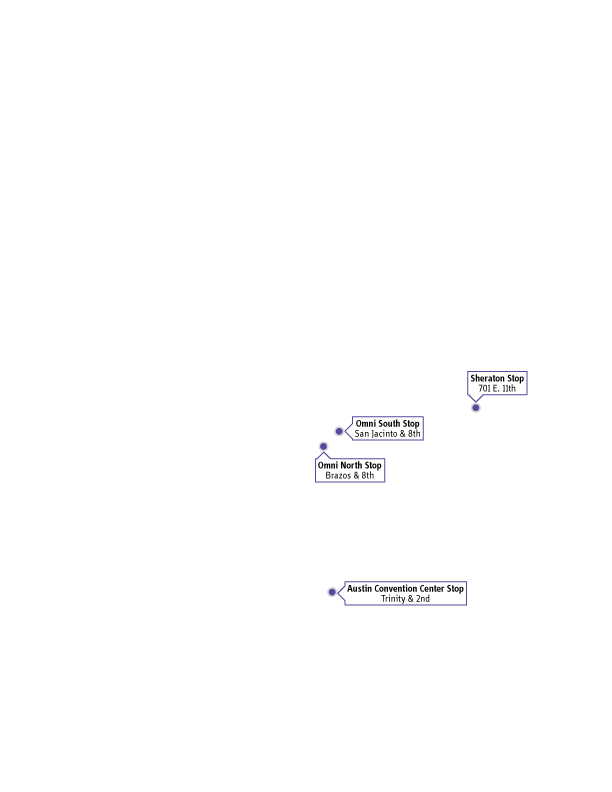 Sheraton Stop
701 E. 11th
Omni South Stop
San Jacinto & 8th
Omni North Stop
Brazos & 8th
Austin Convention Center Stop
Trinity & 2nd